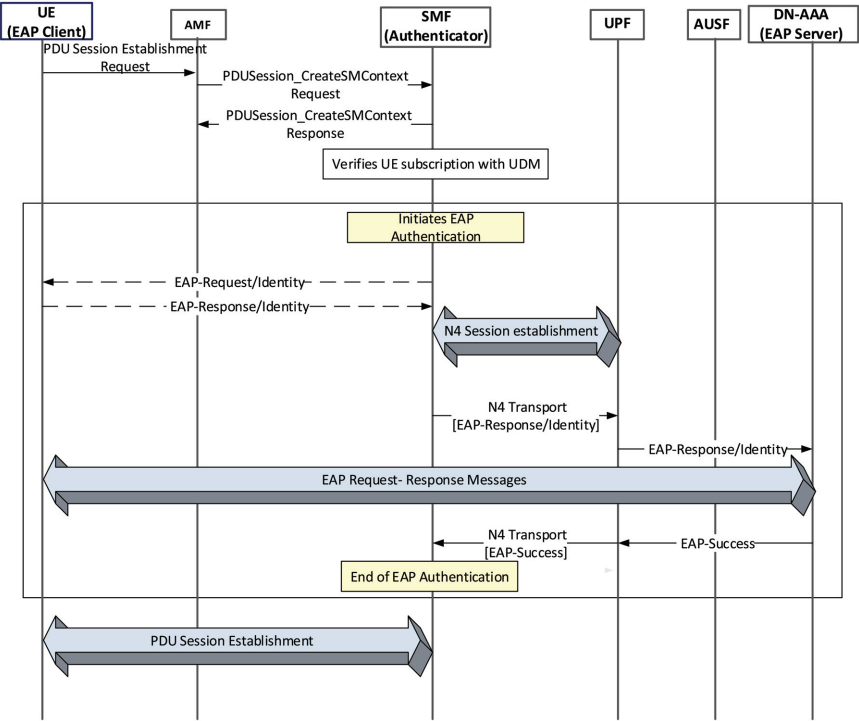 UE
(EAP Client)
AMF
SMF
(Authenticator)
UPF
AUSF
DN-AAA
(EAP Server)
PDU Session Establishment
Request
PDUSession_CreateSMContext
Request
PDUSession_CreateSMContext
Response
Verifies UE subscription with UDM
Initiates EAP
Authentication
EAP-Request/Identity
EAP-Response/Identity
N4 Session establishment
N4 Transport
[EAP-Response/Identity]
EAP-Response/Identity
EAP Request- Response Messages
N4 Transport
[EAP-Success]
EAP-Success
End of EAP Authentication
PDU Session Establishment